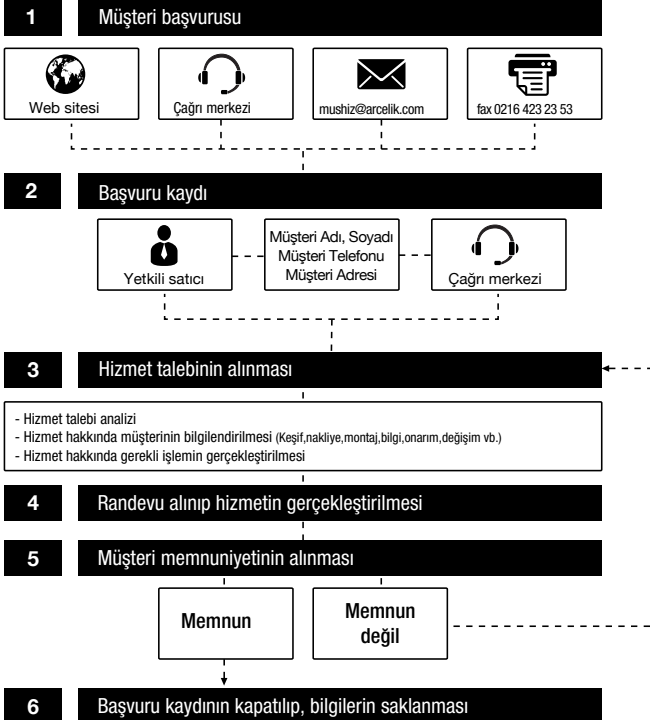 1 Müşteri başvurusu
Web sitesi
Çağrı merkezi
mushiz@arcelik.com
fax 0216 423 23 53
2 Başvuru kaydı
Yetkili satıcı
Müşteri Adı, Soyadı
Müşteri Telefonu
Müşteri Adresi
Çağrı merkezi
3 Hizmet talebinin alınması
- Hizmet talebi analizi
- Hizmet hakkında müşterinin bilgilendirilmesi (Keşif,nakliye,montaj,bilgi,onarım,değişim vb.)
- Hizmet hakkında gerekli işlemin gerçekleştirilmesi
4 Randevu alınıp hizmetin gerçekleştirilmesi
5 Müşteri memnuniyetinin alınması
Memnun
Memnun
değil
6 Başvuru kaydının kapatılıp, bilgilerin saklanması